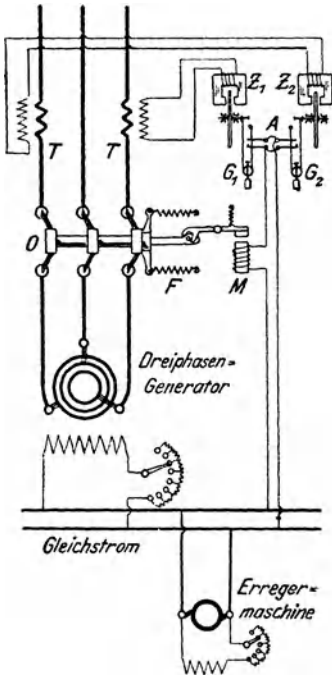 Z₁ Z₂
A
T T
G₁ G₂
O
F M
Dreiphasen=
Generator
Gleichstrom
Erreger=
maschine